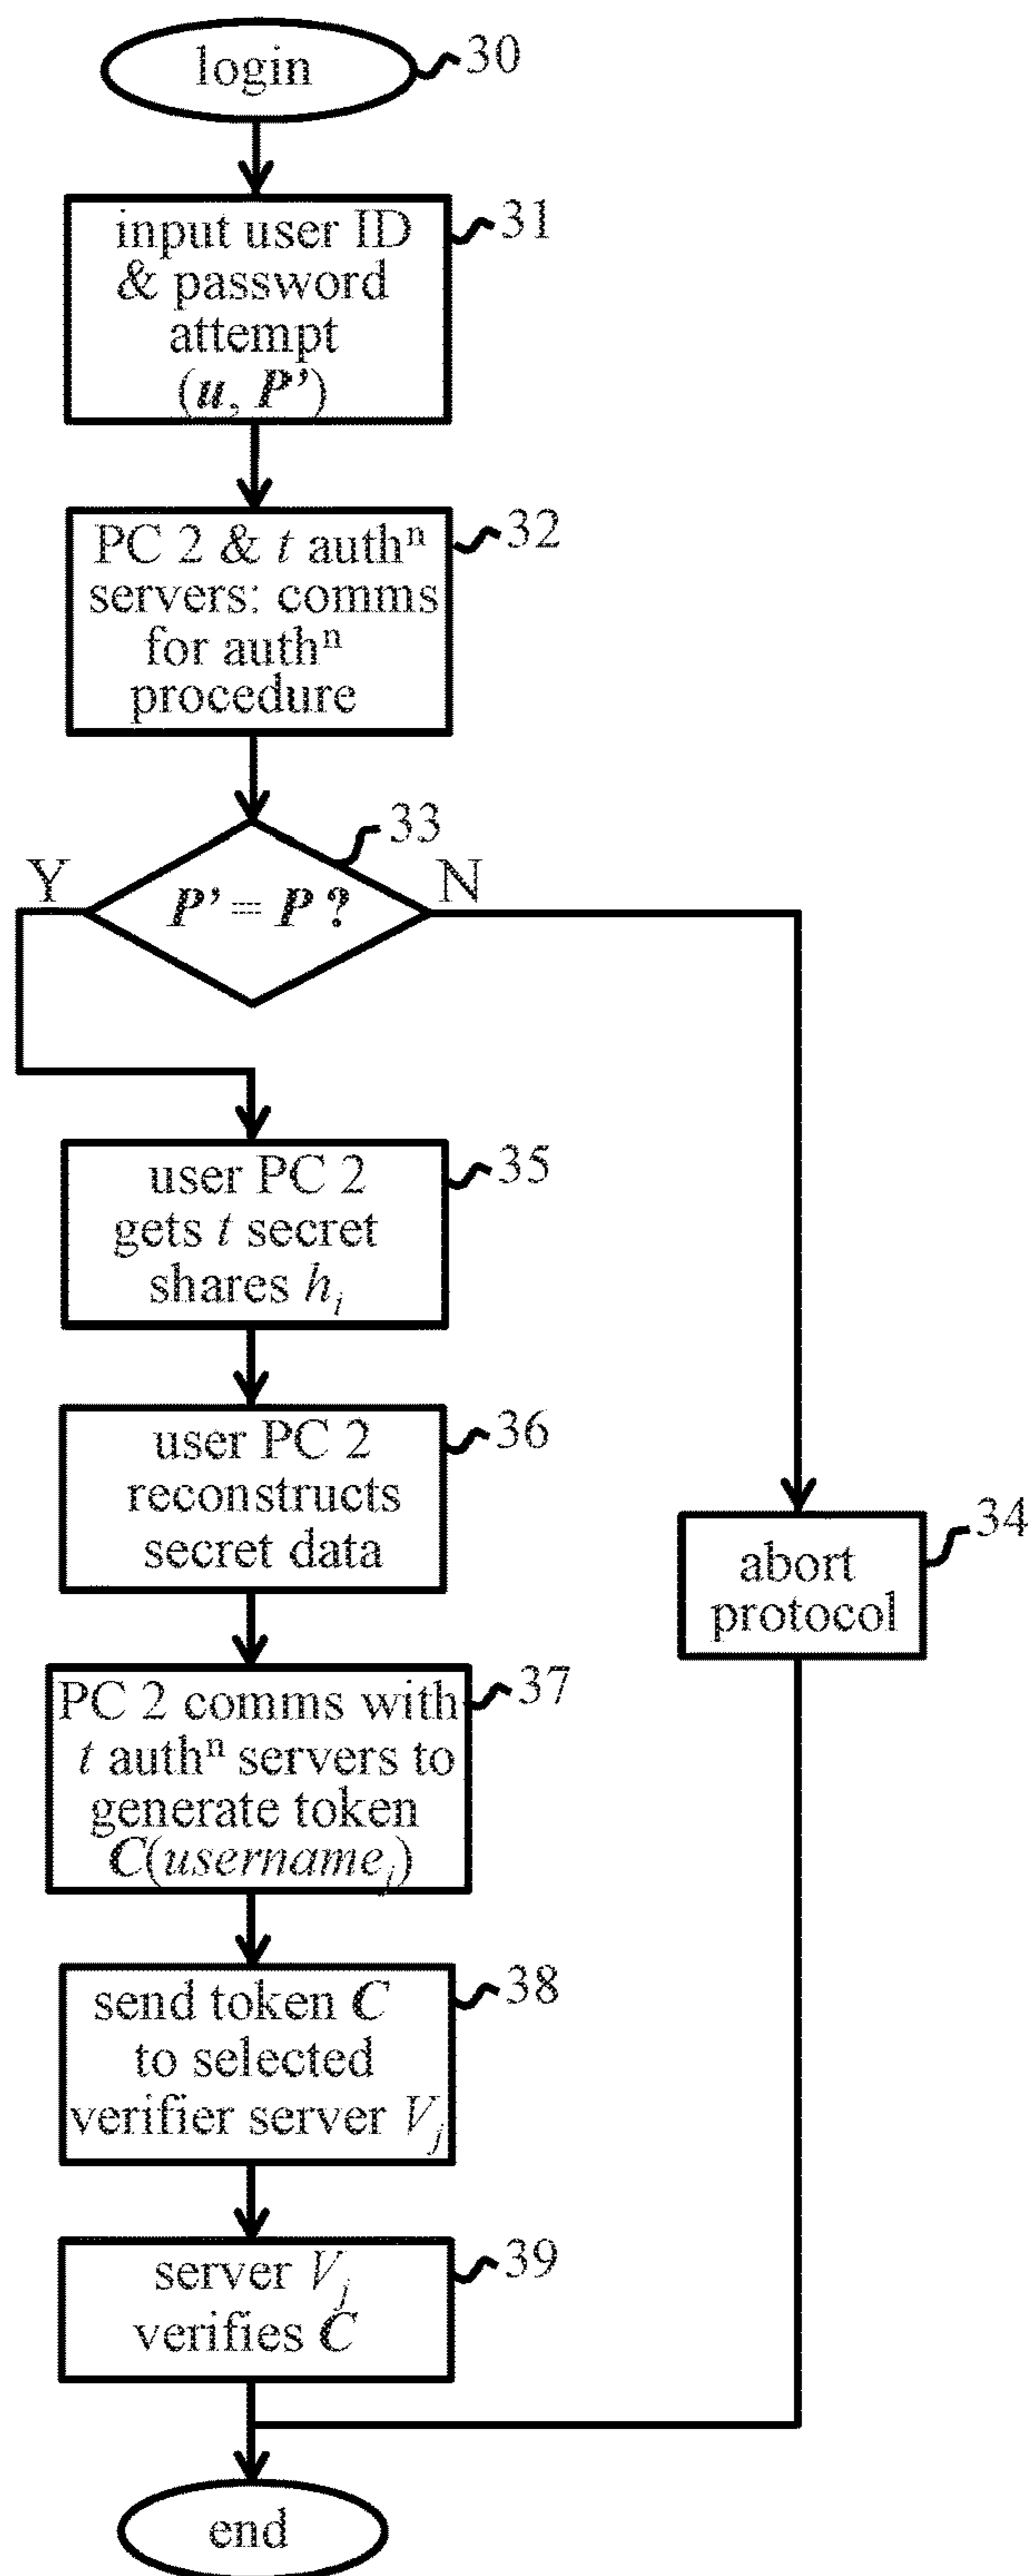 login
30
input user ID
& password
attempt
(u, P’)
31
PC 2 & t authⁿ
servers: comms
for authⁿ
procedure
32
33
Y
P’ = P ?
N
user PC 2
gets t secret
shares hᵢ
35
user PC 2
reconstructs
secret data
36
abort
protocol
34
PC 2 comms with
t authⁿ servers to
generate token
C(usernameⱼ)
37
send token C
to selected
verifier server Vⱼ
38
server Vⱼ
verifies C
39
end